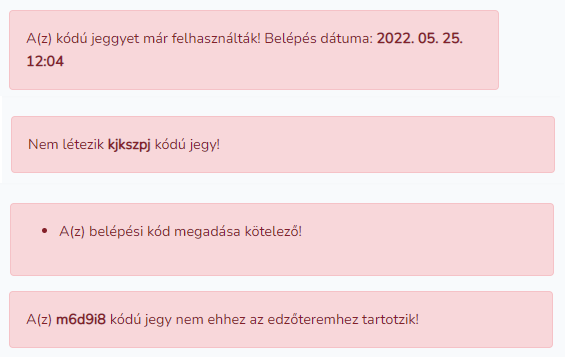 A(z) kódú jeggyet már felhasználták! Belépés dátuma: 2022. 05. 25.
12:04
Nem létezik kjkszpj kódú jegy!
• A(z) belépési kód megadása kötelező!
A(z) m6d9i8 kódú jegy nem ehhez az edzőteremhez tartotzik!